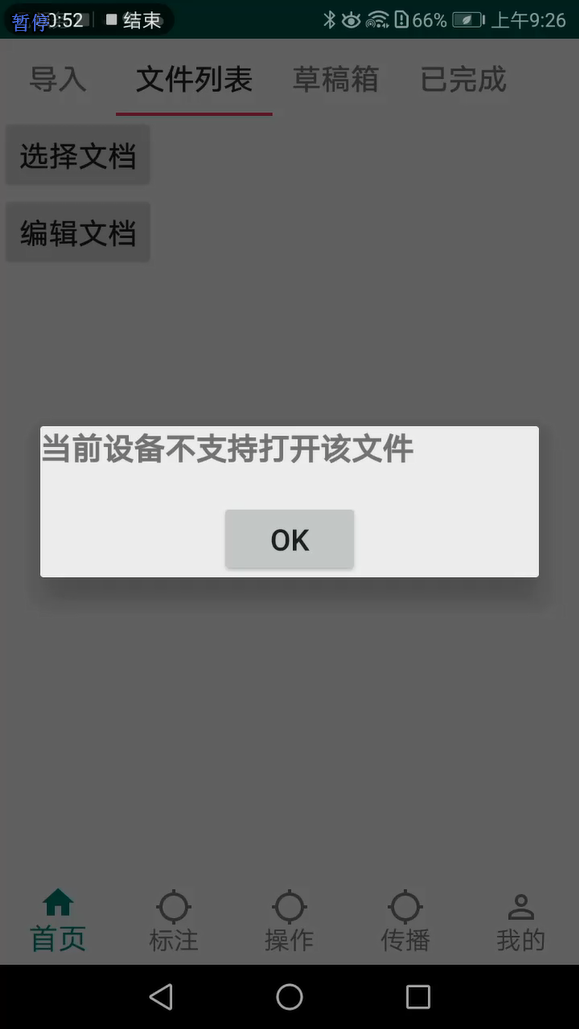 暂停
0:52
结束
66%
上午9:26
导入
文件列表
草稿箱
已完成
选择文档
编辑文档
当前设备不支持打开该文件
OK
首页
标注
操作
传播
我的